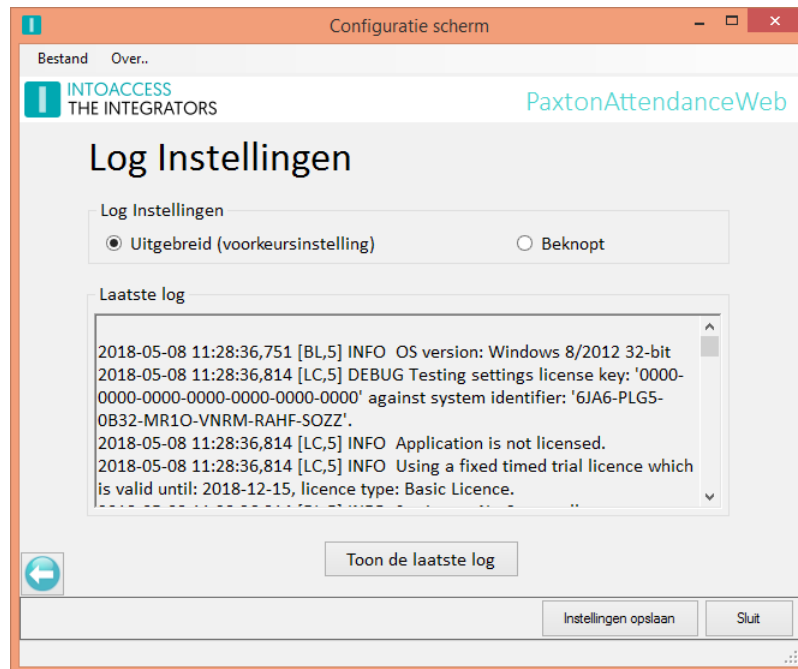 Configuratie scherm
Bestand Over..
INTOACCESS
THE INTEGRATORS
PaxtonAttendanceWeb
Log Instellingen
Log Instellingen
Uitgebreid (voorkeursinstelling) Beknopt
Laatste log
2018-05-08 11:28:36,751 [BL,5] INFO OS version: Windows 8/2012 32-bit
2018-05-08 11:28:36,814 [LC,5] DEBUG Testing settings license key: '0000-
0000-0000-0000-0000-0000-0000' against system identifier: '6JA6-PLG5-
0B32-MR1O-VNRM-RAHF-SOZZ'.
2018-05-08 11:28:36,814 [LC,5] INFO Application is not licensed.
2018-05-08 11:28:36,814 [LC,5] INFO Using a fixed timed trial licence which
is valid until: 2018-12-15, licence type: Basic Licence.
Toon de laatste log
Instellingen opslaan Sluit